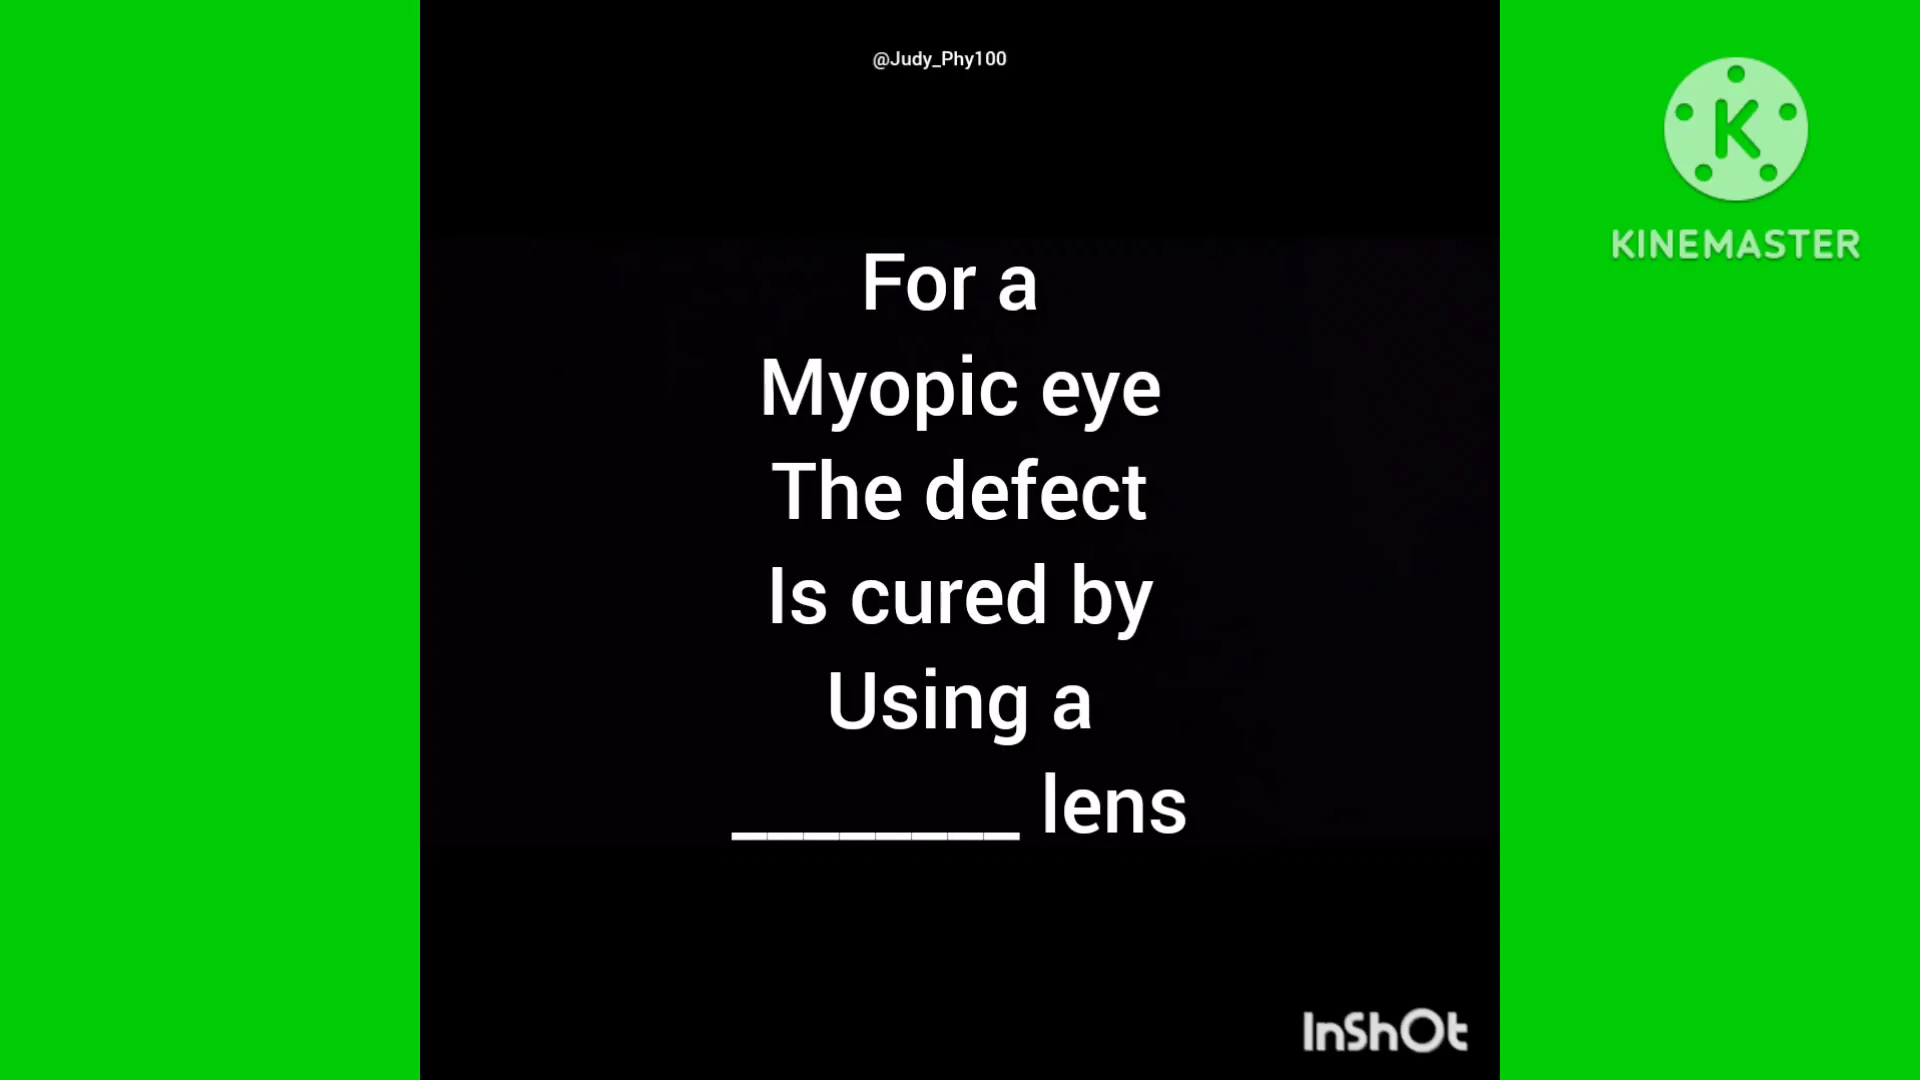 @Judy_Phy100
K
KINEMASTER
For a
Myopic eye
The defect
Is cured by
Using a
________ lens
InShOt